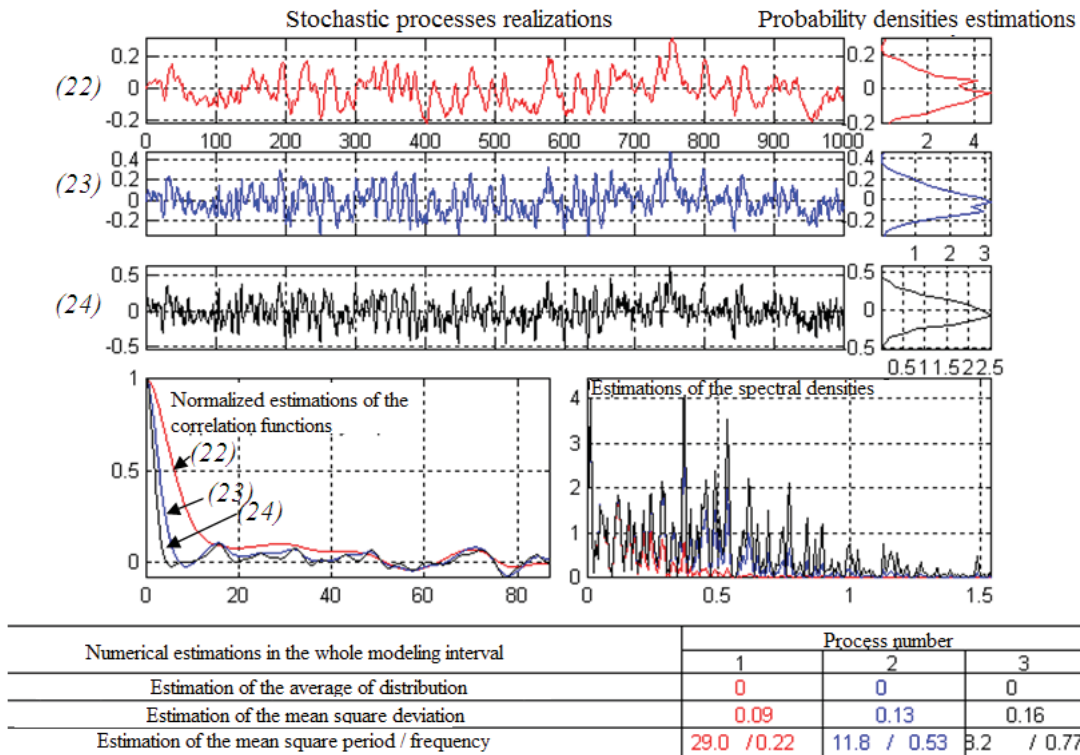 Stochastic processes realizations Probability densities estimations
(22)
0.2
0
-0.2
0 100 200 300 400 500 600 700 800 900 1000
0.2
0
0.2
2 4
(23)
0.4
0.2
0
-0.2
0.4
0.2
0
0.2
1 2 3
(24)
0.5
0
-0.5
0.5
0
0.5
0.5 1 1.5 2 2.5
Normalized estimations of the
correlation functions
1
0.5
0
(22)
(23)
(24)
0 20 40 60 80
Estimations of the spectral densities
4
3
2
1
0
0 0.5 1 1.5
Numerical estimations in the whole modeling interval Process number
1 2 3
Estimation of the average of distribution 0 0 0
Estimation of the mean square deviation 0.09 0.13 0.16
Estimation of the mean square period / frequency 29.0 / 0.22 11.8 / 0.53 8.2 / 0.77